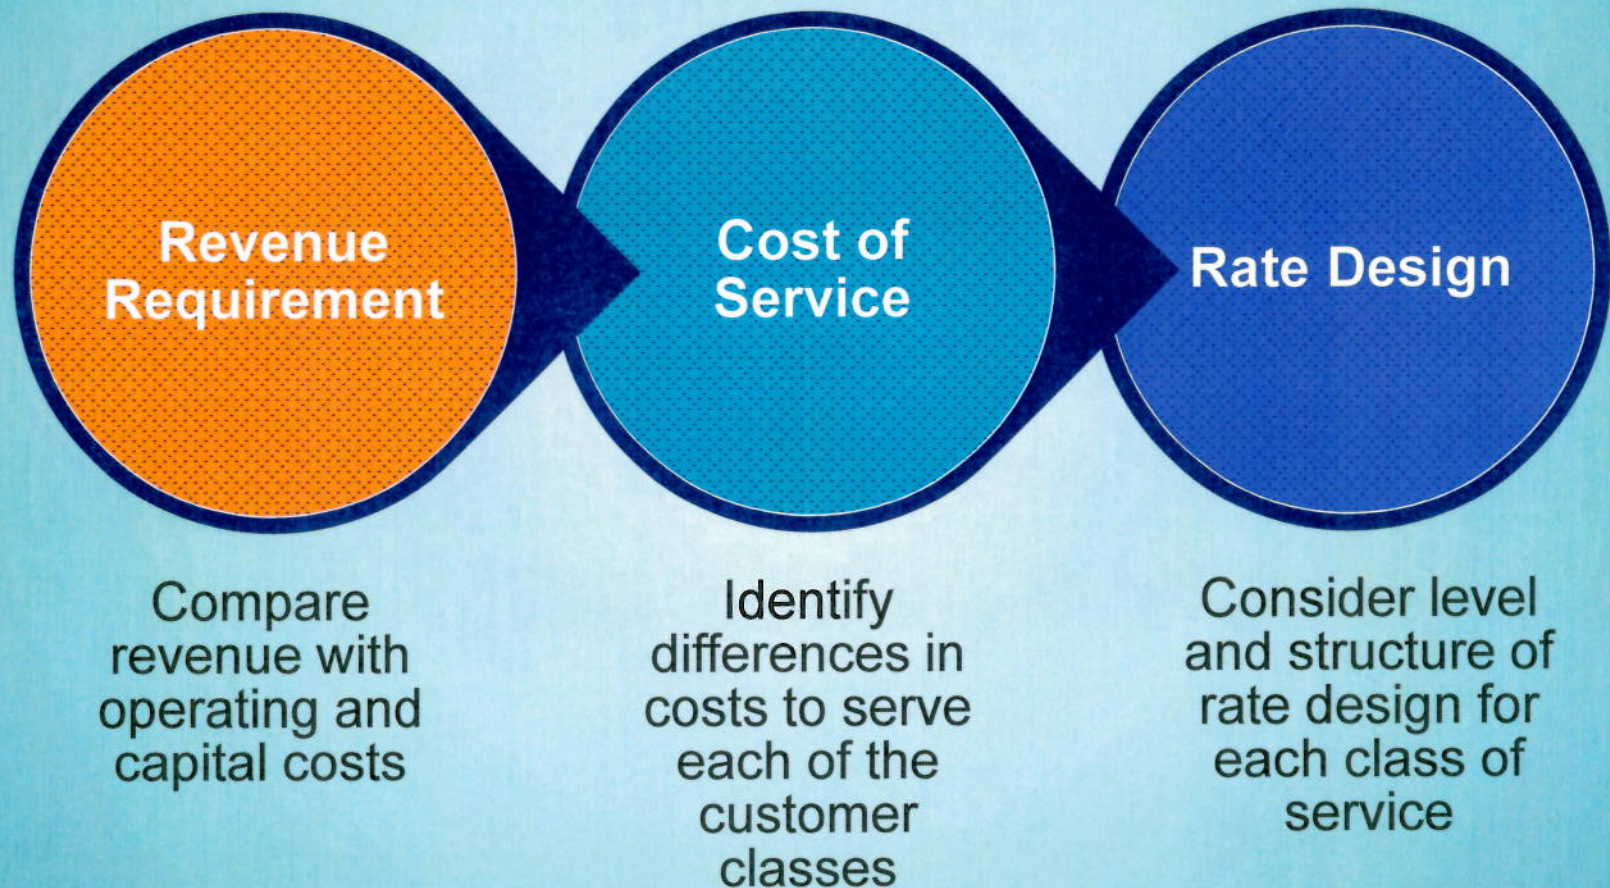 Revenue
Requirement
Compare
revenue with
operating and
capital costs
Cost of
Service
Identify
differences in
costs to serve
each of the
customer
classes
Rate Design
Consider level
and structure of
rate design for
each class of
service